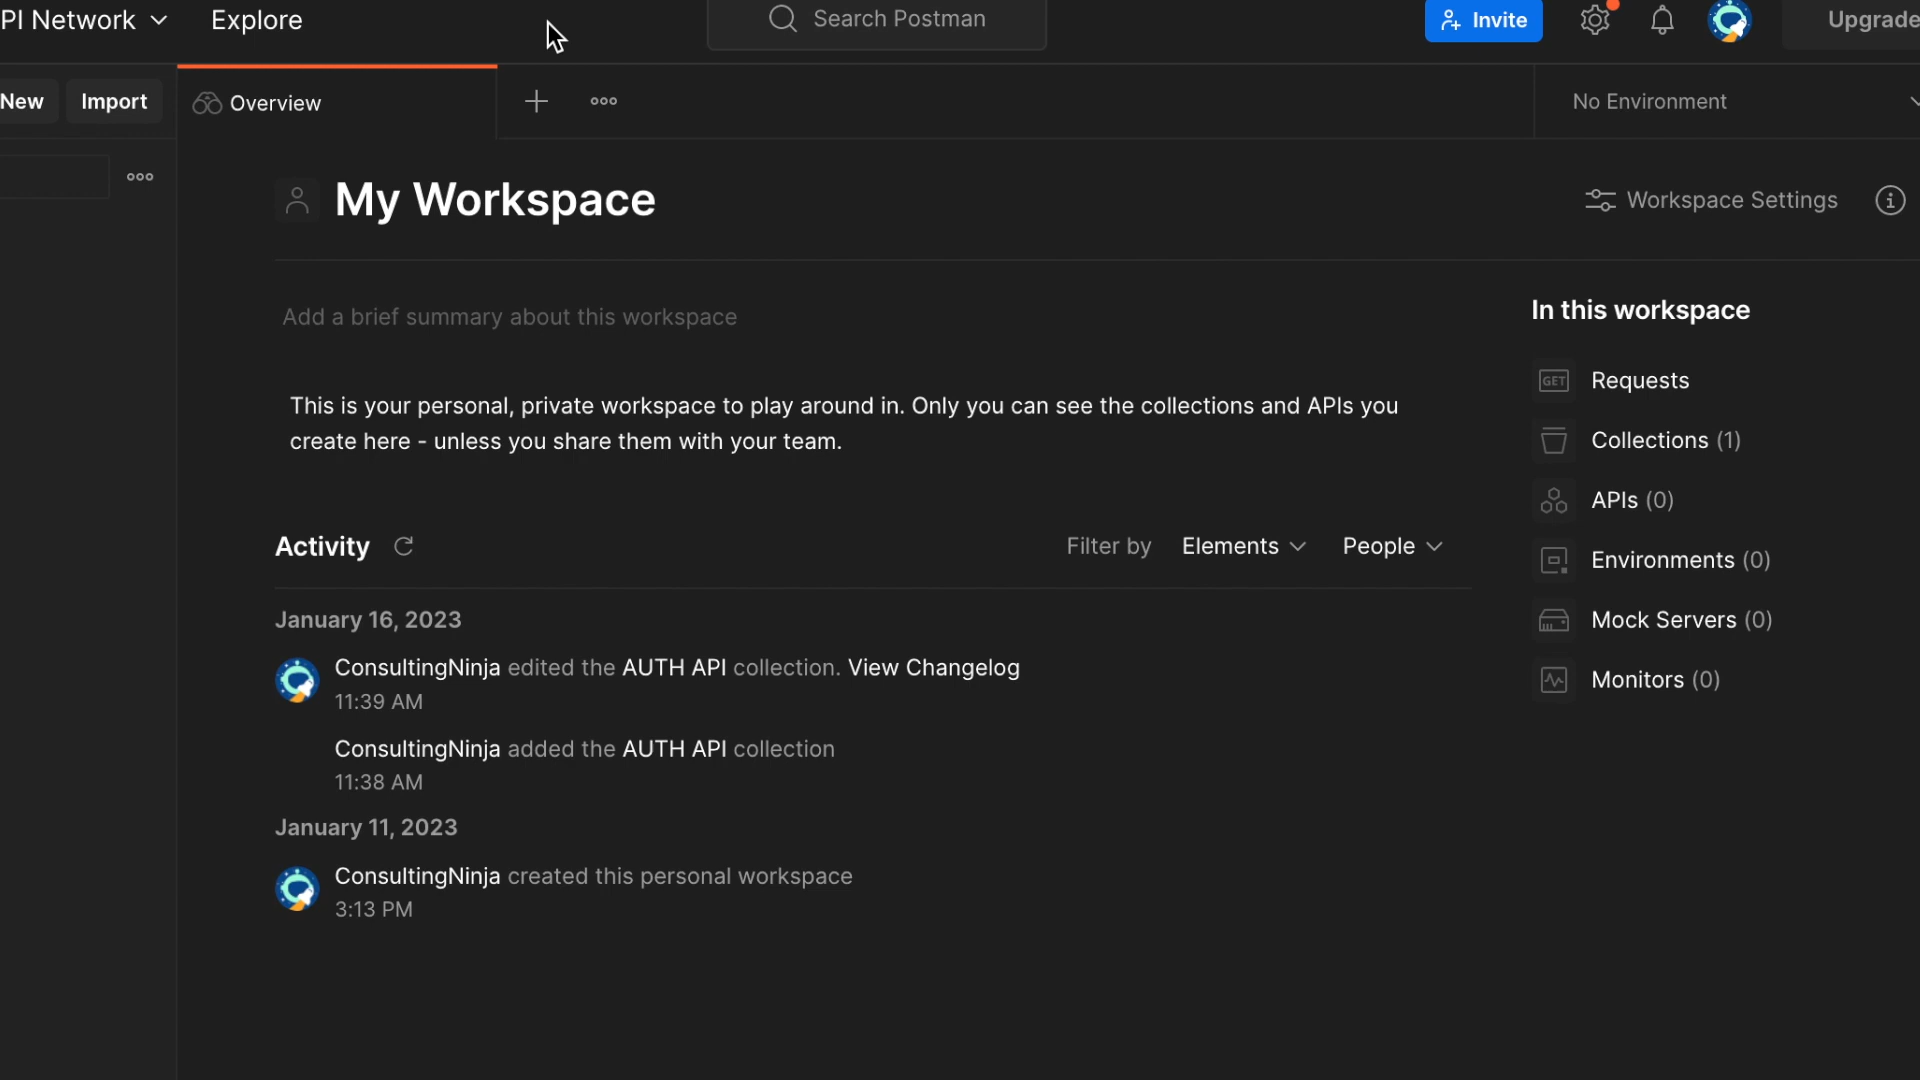 PI Network Explore Search Postman Invite Upgrade
New Import Overview No Environment
My Workspace Workspace Settings
Add a brief summary about this workspace
In this workspace
GET Requests
This is your personal, private workspace to play around in. Only you can see the collections and APIs you
create here - unless you share them with your team.
Collections (1)
APIs (0)
Environments (0)
Mock Servers (0)
Monitors (0)
Activity Filter by Elements People
January 16, 2023
ConsultingNinja edited the AUTH API collection. View Changelog
11:39 AM
ConsultingNinja added the AUTH API collection
11:38 AM
January 11, 2023
ConsultingNinja created this personal workspace
3:13 PM